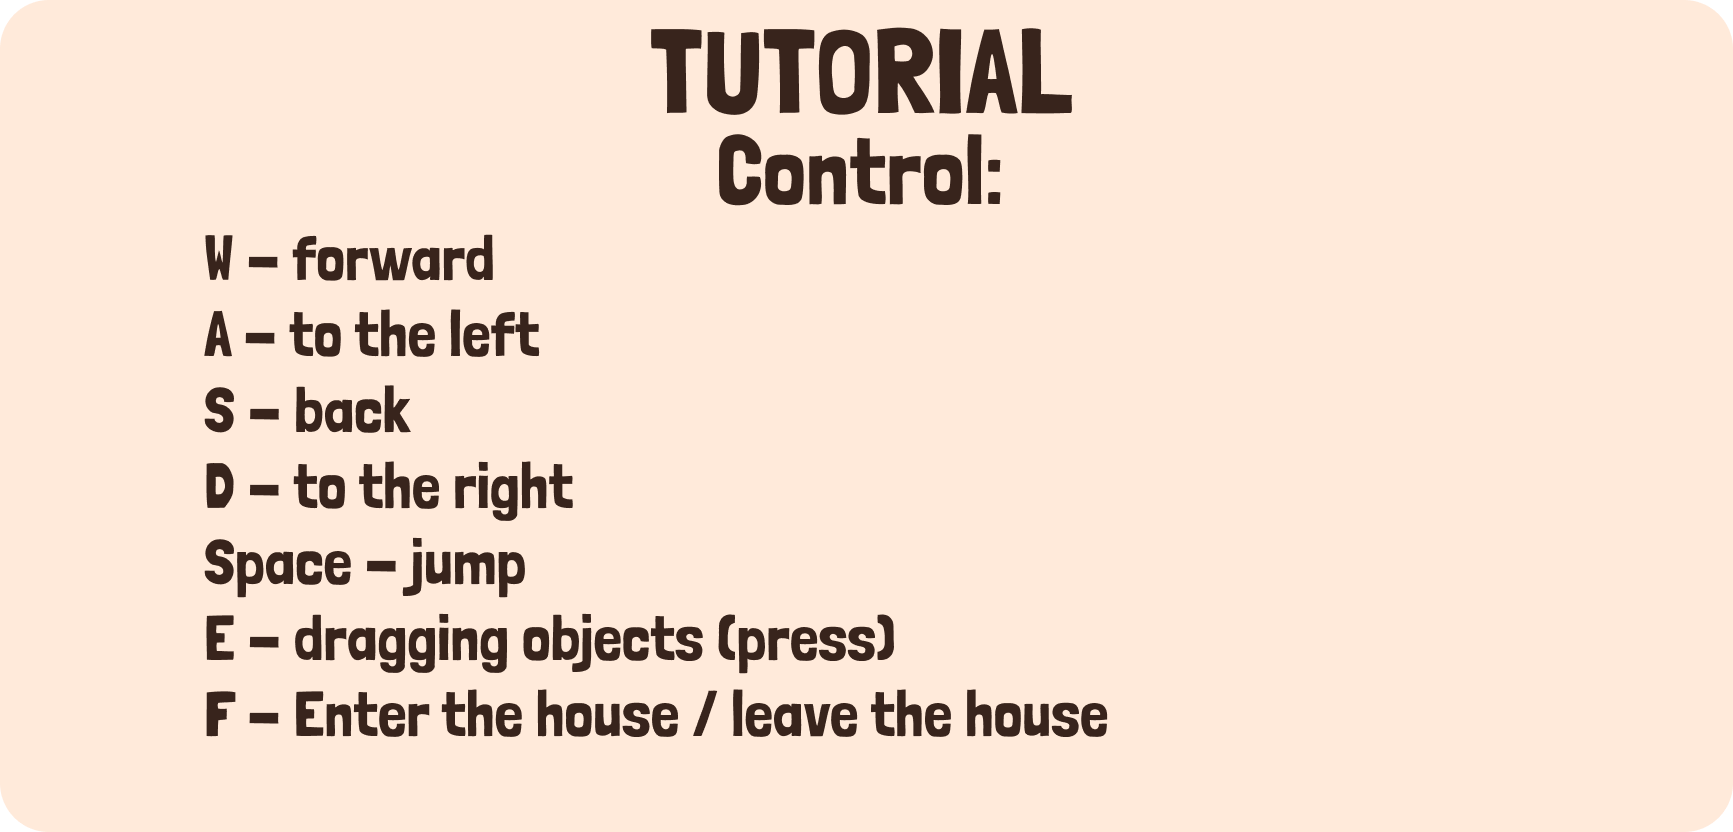 TUTORIAL
Control:
W – forward
A – to the left
S – back
D – to the right
Space – jump
E – dragging objects (press)
F – Enter the house / leave the house